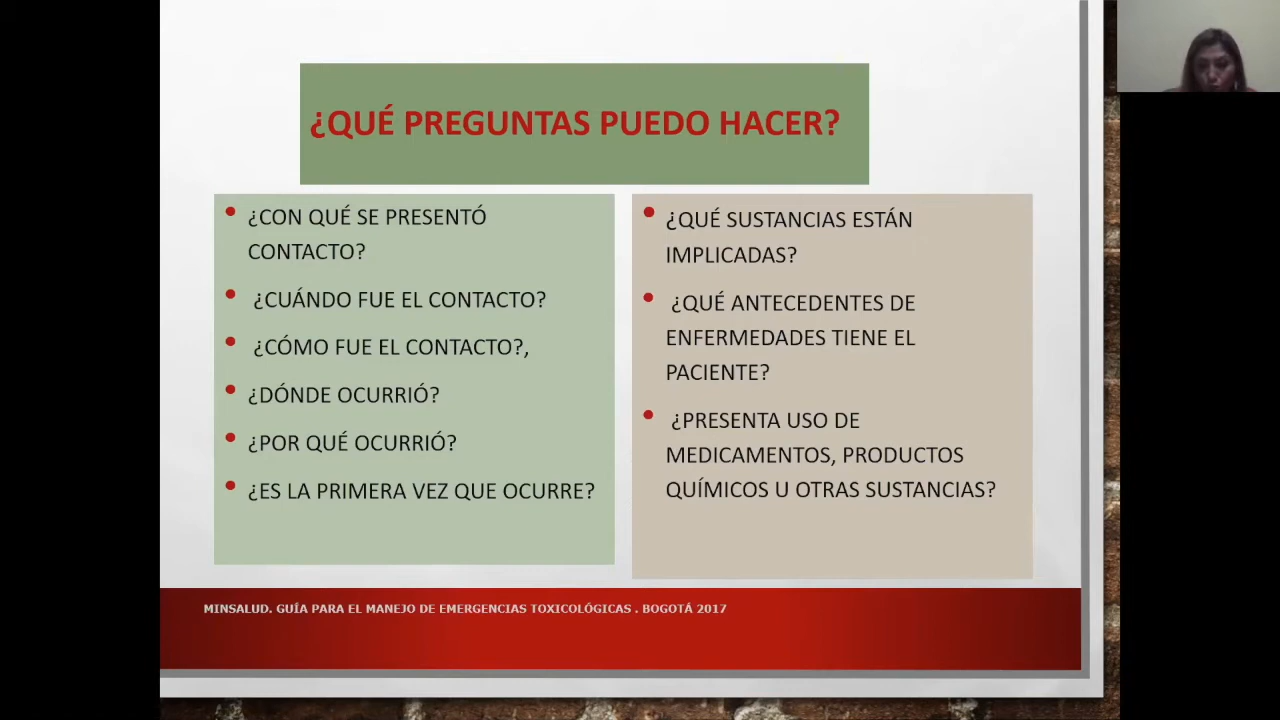 ¿QUÉ PREGUNTAS PUEDO HACER?
• ¿CON QUÉ SE PRESENTÓ
CONTACTO?
• ¿CUÁNDO FUE EL CONTACTO?
• ¿CÓMO FUE EL CONTACTO?,
• ¿DÓNDE OCURRIÓ?
• ¿POR QUÉ OCURRIÓ?
• ¿ES LA PRIMERA VEZ QUE OCURRE?
• ¿QUÉ SUSTANCIAS ESTÁN
IMPLICADAS?
• ¿QUÉ ANTECEDENTES DE
ENFERMEDADES TIENE EL
PACIENTE?
• ¿PRESENTA USO DE
MEDICAMENTOS, PRODUCTOS
QUÍMICOS U OTRAS SUSTANCIAS?
MINSALUD. GUÍA PARA EL MANEJO DE EMERGENCIAS TOXICOLÓGICAS . BOGOTÁ 2017